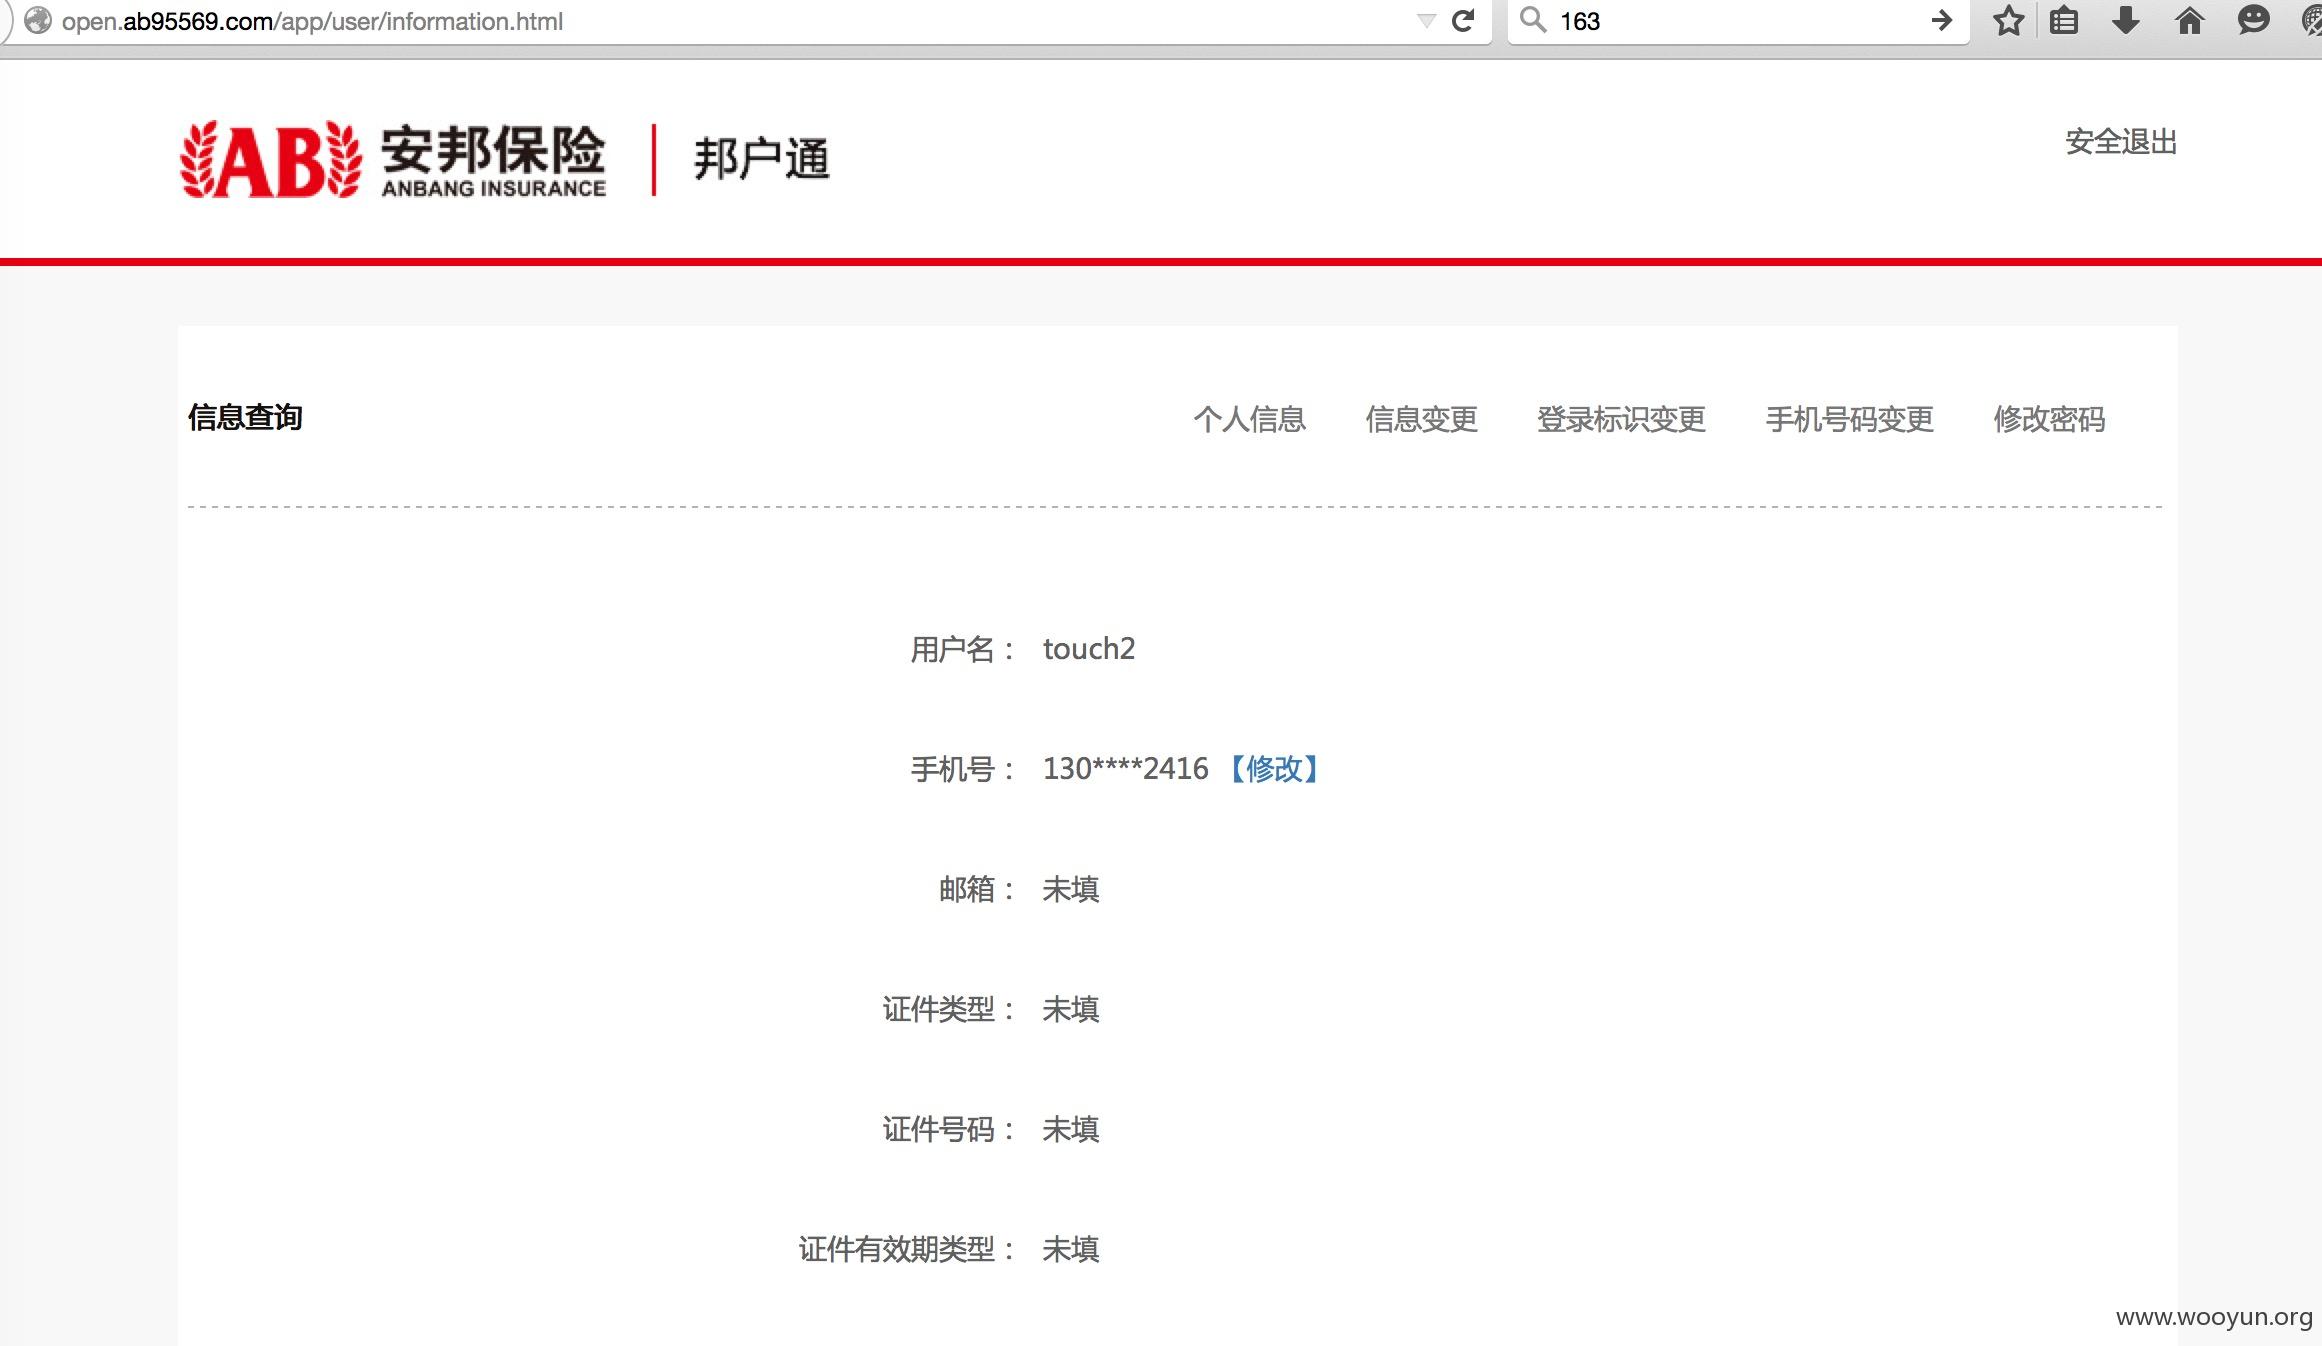 open.ab95569.com/app/user/information.html
163
AB 安邦保险 ANBANG INSURANCE 邦户通
安全退出
信息查询 个人信息 信息变更 登录标识变更 手机号码变更 修改密码
用户名： touch2
手机号： 130****2416 【修改】
邮箱： 未填
证件类型： 未填
证件号码： 未填
证件有效期类型： 未填
www.wooyun.org